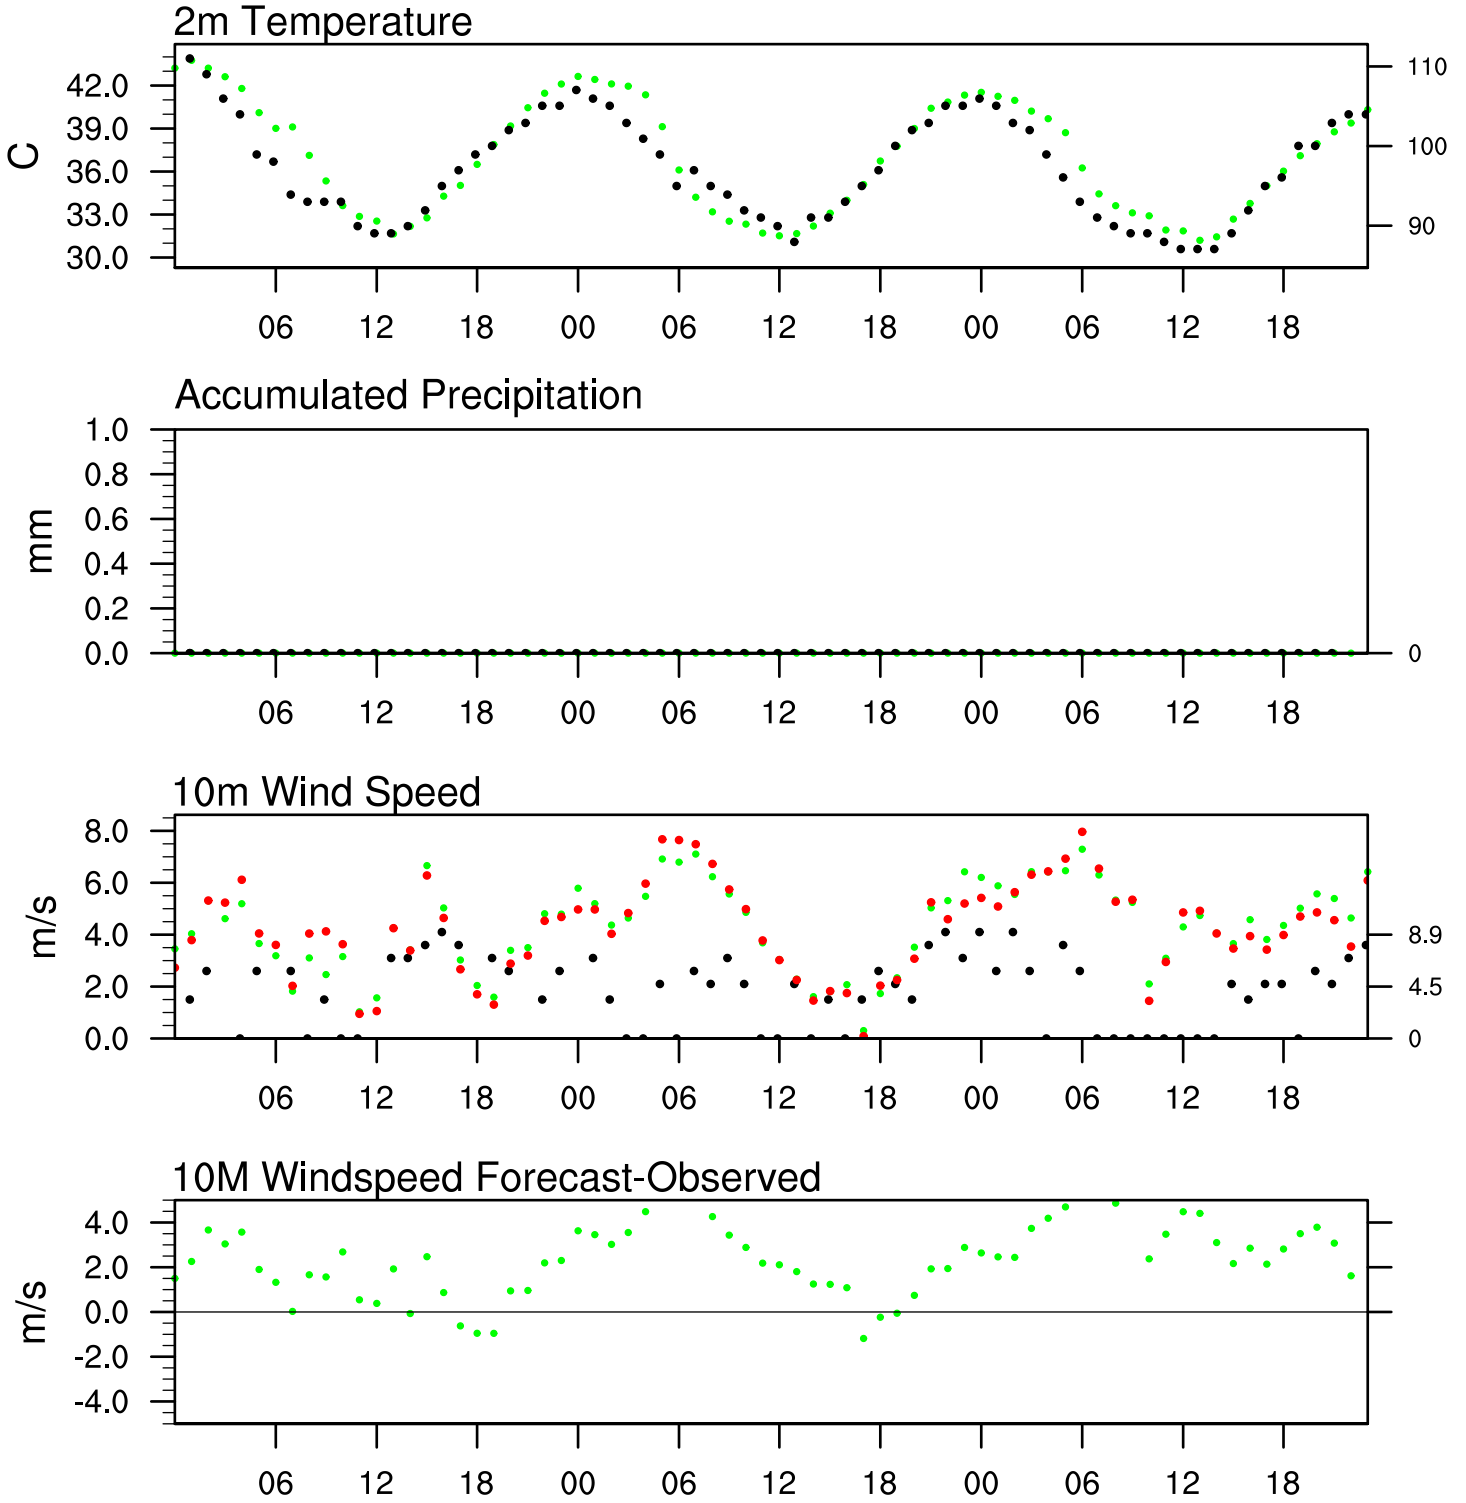 2m Temperature
42.0
39.0
36.0
33.0
30.0
C
110
100
90
06 12 18 00 06 12 18 00 06 12 18
Accumulated Precipitation
1.0
0.8
0.6
0.4
0.2
0.0
mm
0
06 12 18 00 06 12 18 00 06 12 18
10m Wind Speed
8.0
6.0
4.0
2.0
0.0
m/s
8.9
4.5
0
06 12 18 00 06 12 18 00 06 12 18
10M Windspeed Forecast-Observed
4.0
2.0
0.0
-2.0
-4.0
m/s
06 12 18 00 06 12 18 00 06 12 18